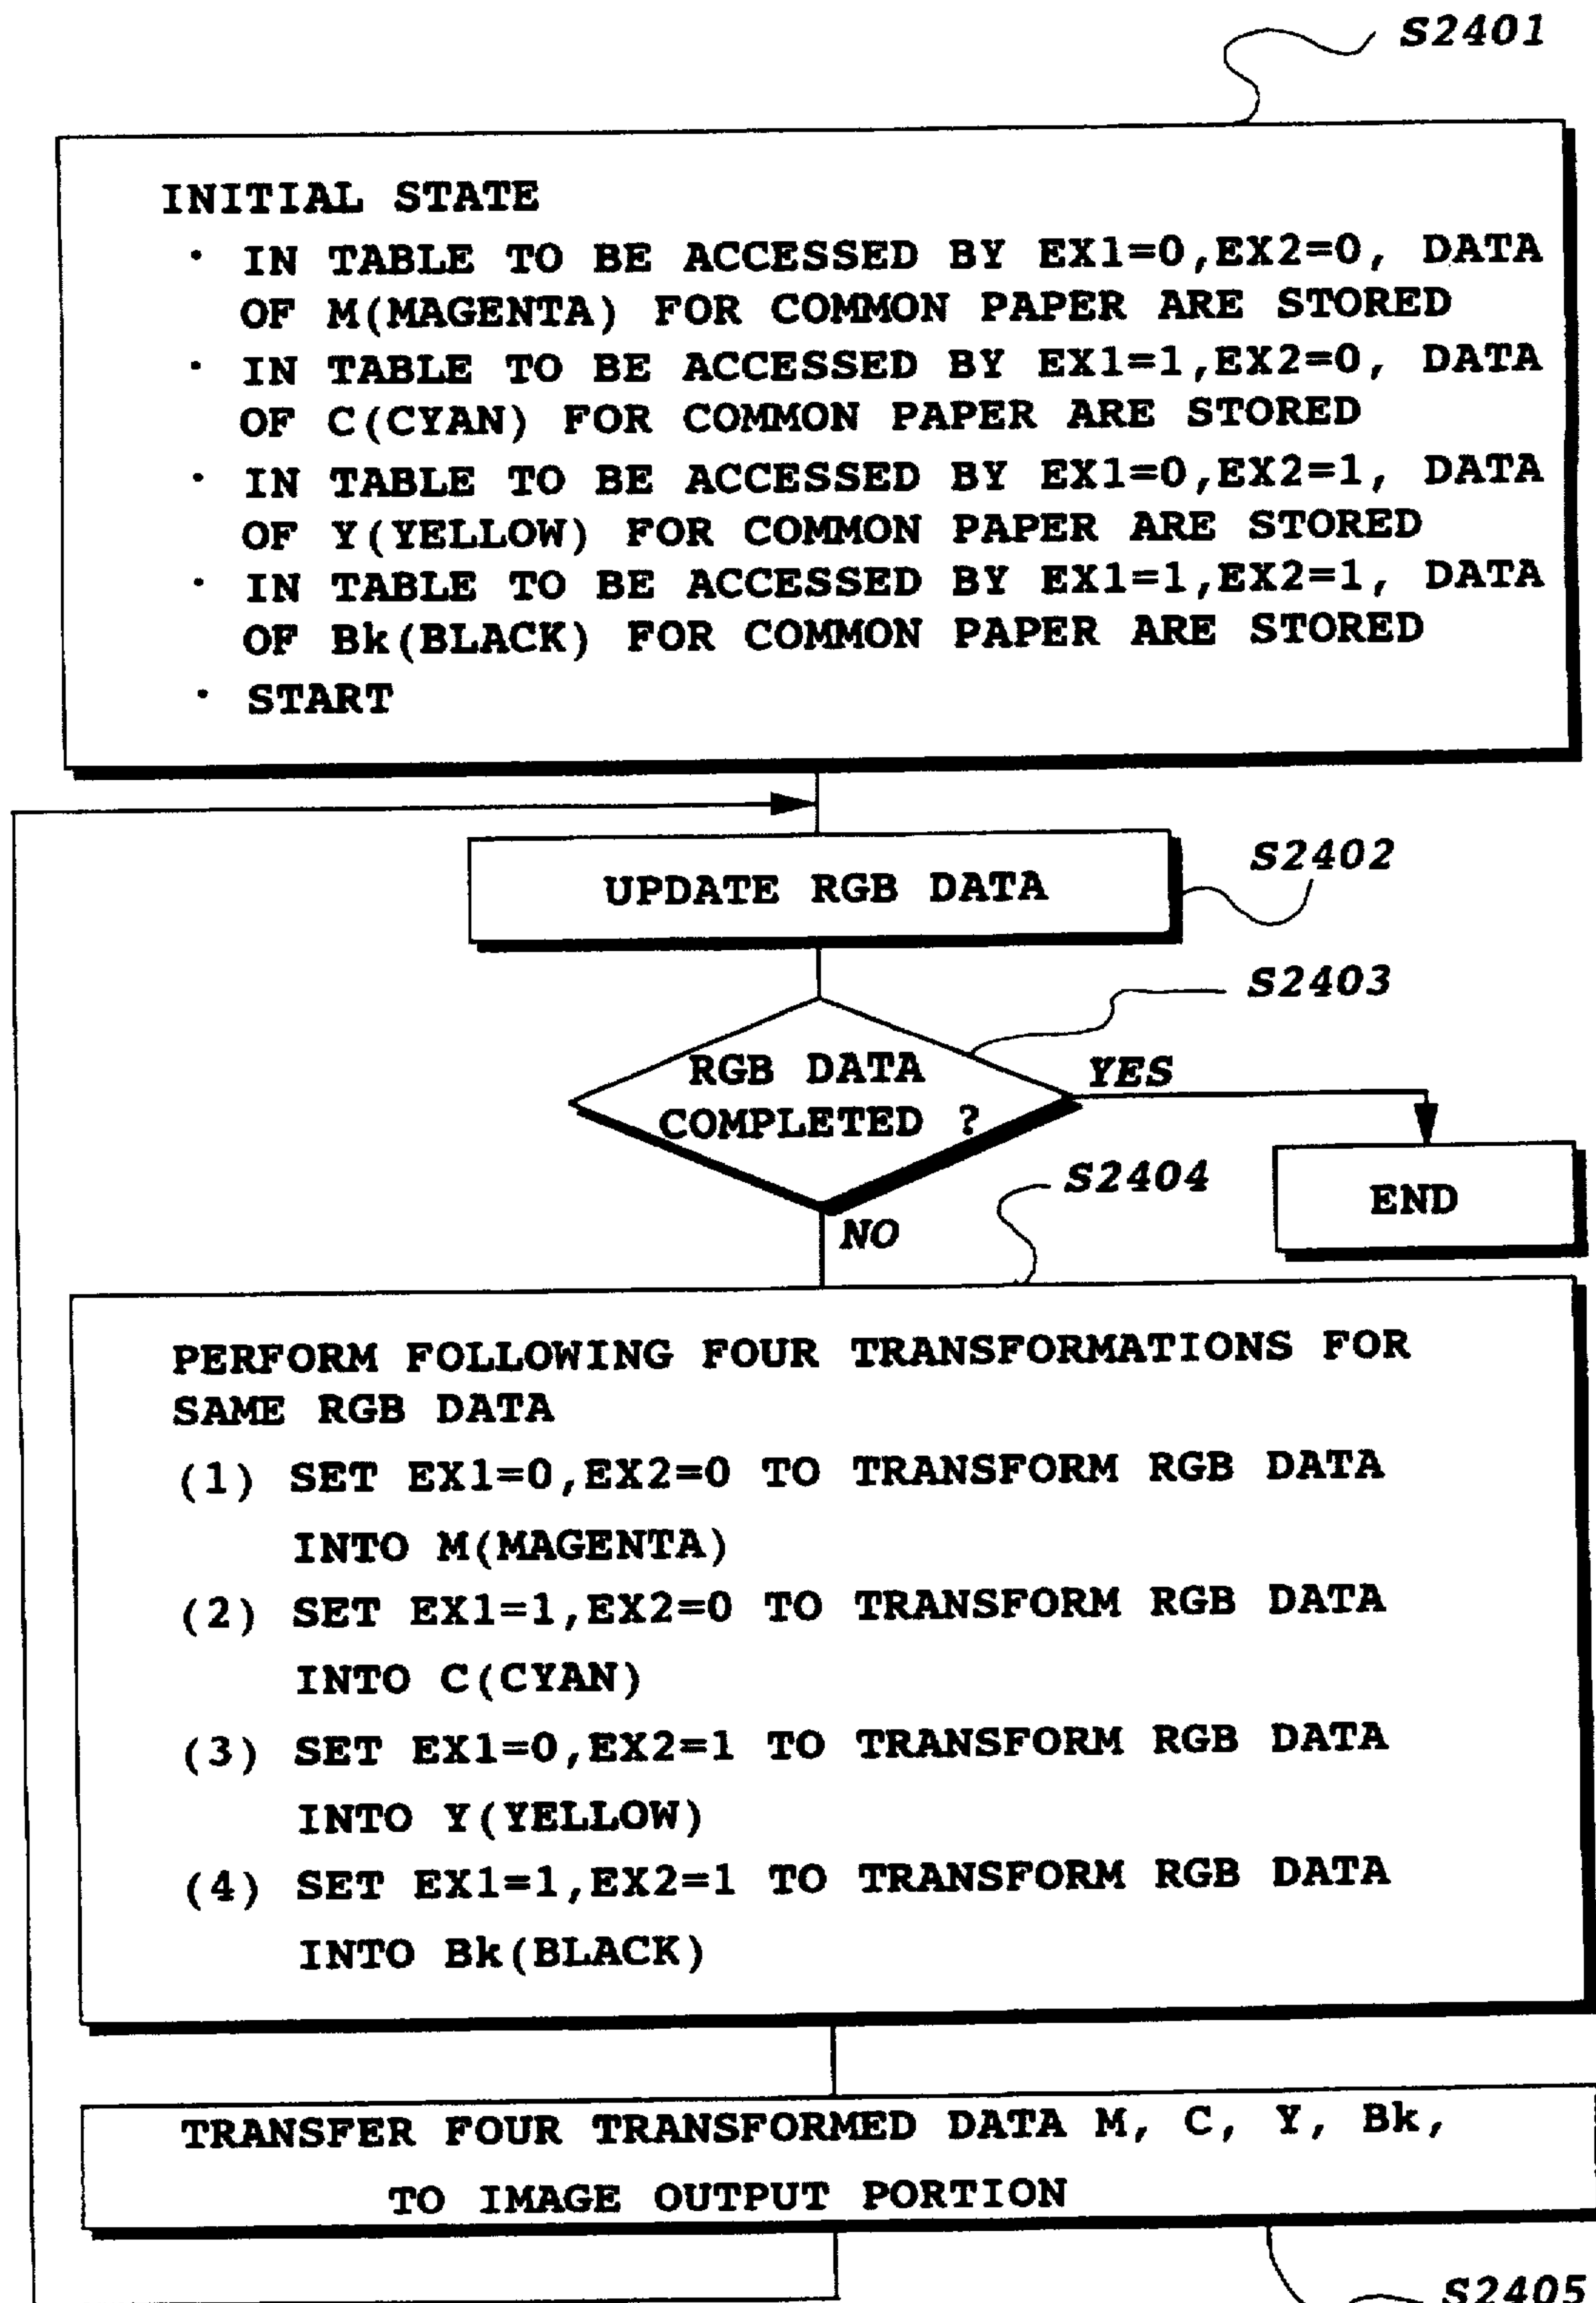 S2401
INITIAL STATE
· IN TABLE TO BE ACCESSED BY EX1=0,EX2=0, DATA
OF M(MAGENTA) FOR COMMON PAPER ARE STORED
· IN TABLE TO BE ACCESSED BY EX1=1,EX2=0, DATA
OF C(CYAN) FOR COMMON PAPER ARE STORED
· IN TABLE TO BE ACCESSED BY EX1=0,EX2=1, DATA
OF Y(YELLOW) FOR COMMON PAPER ARE STORED
· IN TABLE TO BE ACCESSED BY EX1=1,EX2=1, DATA
OF Bk(BLACK) FOR COMMON PAPER ARE STORED
· START
UPDATE RGB DATA
S2402
S2403
RGB DATA
COMPLETED ?
YES
END
S2404
NO
PERFORM FOLLOWING FOUR TRANSFORMATIONS FOR
SAME RGB DATA
(1) SET EX1=0,EX2=0 TO TRANSFORM RGB DATA
INTO M(MAGENTA)
(2) SET EX1=1,EX2=0 TO TRANSFORM RGB DATA
INTO C(CYAN)
(3) SET EX1=0,EX2=1 TO TRANSFORM RGB DATA
INTO Y(YELLOW)
(4) SET EX1=1,EX2=1 TO TRANSFORM RGB DATA
INTO Bk(BLACK)
TRANSFER FOUR TRANSFORMED DATA M, C, Y, Bk,
TO IMAGE OUTPUT PORTION
S2405